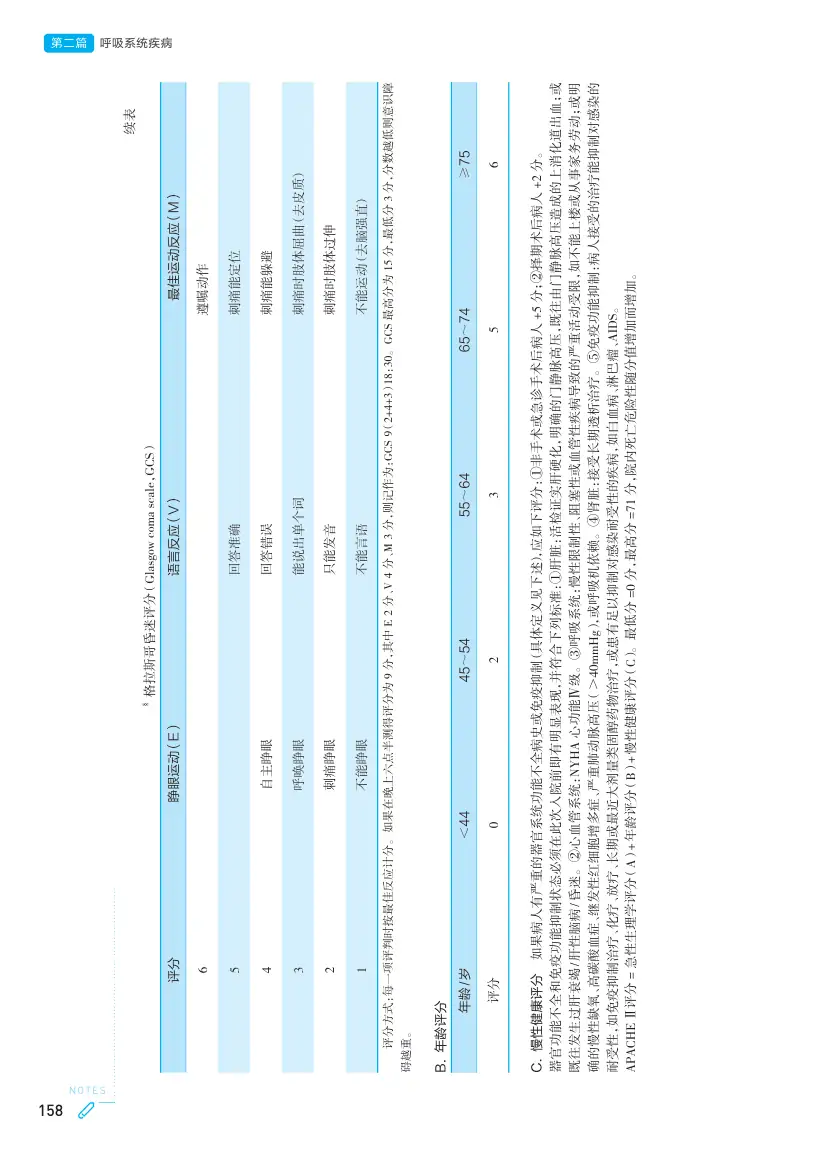 第二篇 呼吸系统疾病
续表
§ 格拉斯哥昏迷评分（Glasgow coma scale，GCS）
评分 睁眼运动（E） 语言反应（V） 最佳运动反应（M）
6 遵嘱动作
5 回答准确 刺痛能定位
4 自主睁眼 回答错误 刺痛能躲避
3 呼唤睁眼 能说出单个词 刺痛时肢体屈曲（去皮质）
2 刺痛睁眼 只能发音 刺痛时肢体过伸
1 不能睁眼 不能言语 不能运动（去脑强直）
评分方式：每一项评判时按最佳反应计分。如果在晚上六点半测得评分为 9 分，其中 E 2 分、V 4 分、M 3 分，则记作为：GCS 9（2+4+3）18：30。GCS 最高分为 15 分，最低分 3 分，分数越低则意识障
碍越重。
B. 年龄评分
年龄/岁 <44 45～54 55～64 65～74 ≥75
评分 0 2 3 5 6
C. 慢性健康评分 如果病人有严重的器官系统功能不全病史或免疫抑制（具体定义见下述），应如下评分：①非手术或急诊手术后病人 +5 分；②择期术后病人 +2 分。
器官功能不全和免疫功能抑制状态必须在此次入院前即有明显表现，并符合下列标准：①肝脏：活检证实肝硬化，明确的门静脉高压，既往由门静脉高压造成的上消化道出血；或
既往发生过肝衰竭/肝性脑病/昏迷。②心血管系统：NYHA 心功能Ⅳ级。③呼吸系统：慢性限制性、阻塞性或血管性疾病导致的严重活动受限，如不能上楼或从事家务劳动；或明
确的慢性缺氧、高碳酸血症、继发性红细胞增多症、严重肺动脉高压（>40mmHg），或呼吸机依赖。④肾脏：接受长期透析治疗。⑤免疫功能抑制：病人接受的治疗能抑制对感染的
耐受性，如免疫抑制治疗、化疗、放疗、长期或最近大剂量类固醇药物治疗，或患有足以抑制对感染耐受性的疾病，如白血病、淋巴瘤、AIDS。
APACHE Ⅱ评分 = 急性生理学评分（A）+ 年龄评分（B）+ 慢性健康评分（C）。最低分 =0 分，最高分 =71 分，院内死亡危险性随分值增加而增加。
NOTES
158